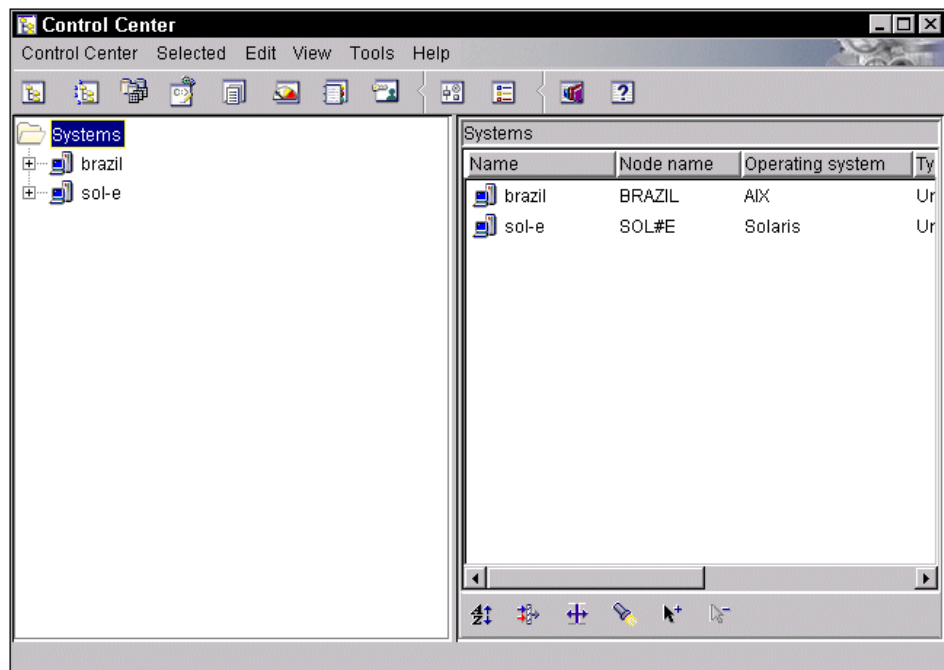 Control Center
Control Center Selected Edit View Tools Help
Systems
brazil
sol-e
Systems
Name Node name Operating system Ty
brazil BRAZIL AIX Ur
sol-e SOL#E Solaris Ur